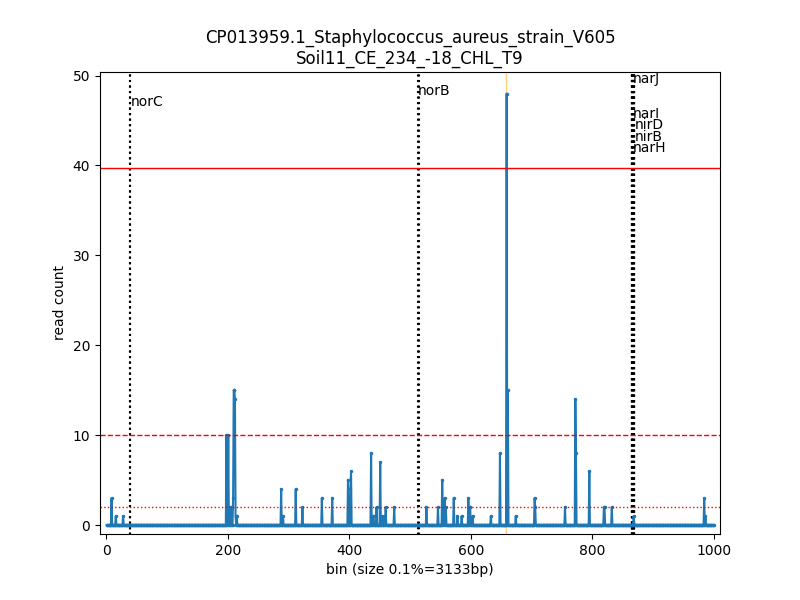 CP013959.1_Staphylococcus_aureus_strain_V605
Soil11_CE_234_-18_CHL_T9
50
40
30
20
10
0
read count
norC
norB
narJ
narI
nirD
nirB
narH
0
200
400
600
800
1000
bin (size 0.1%=3133bp)